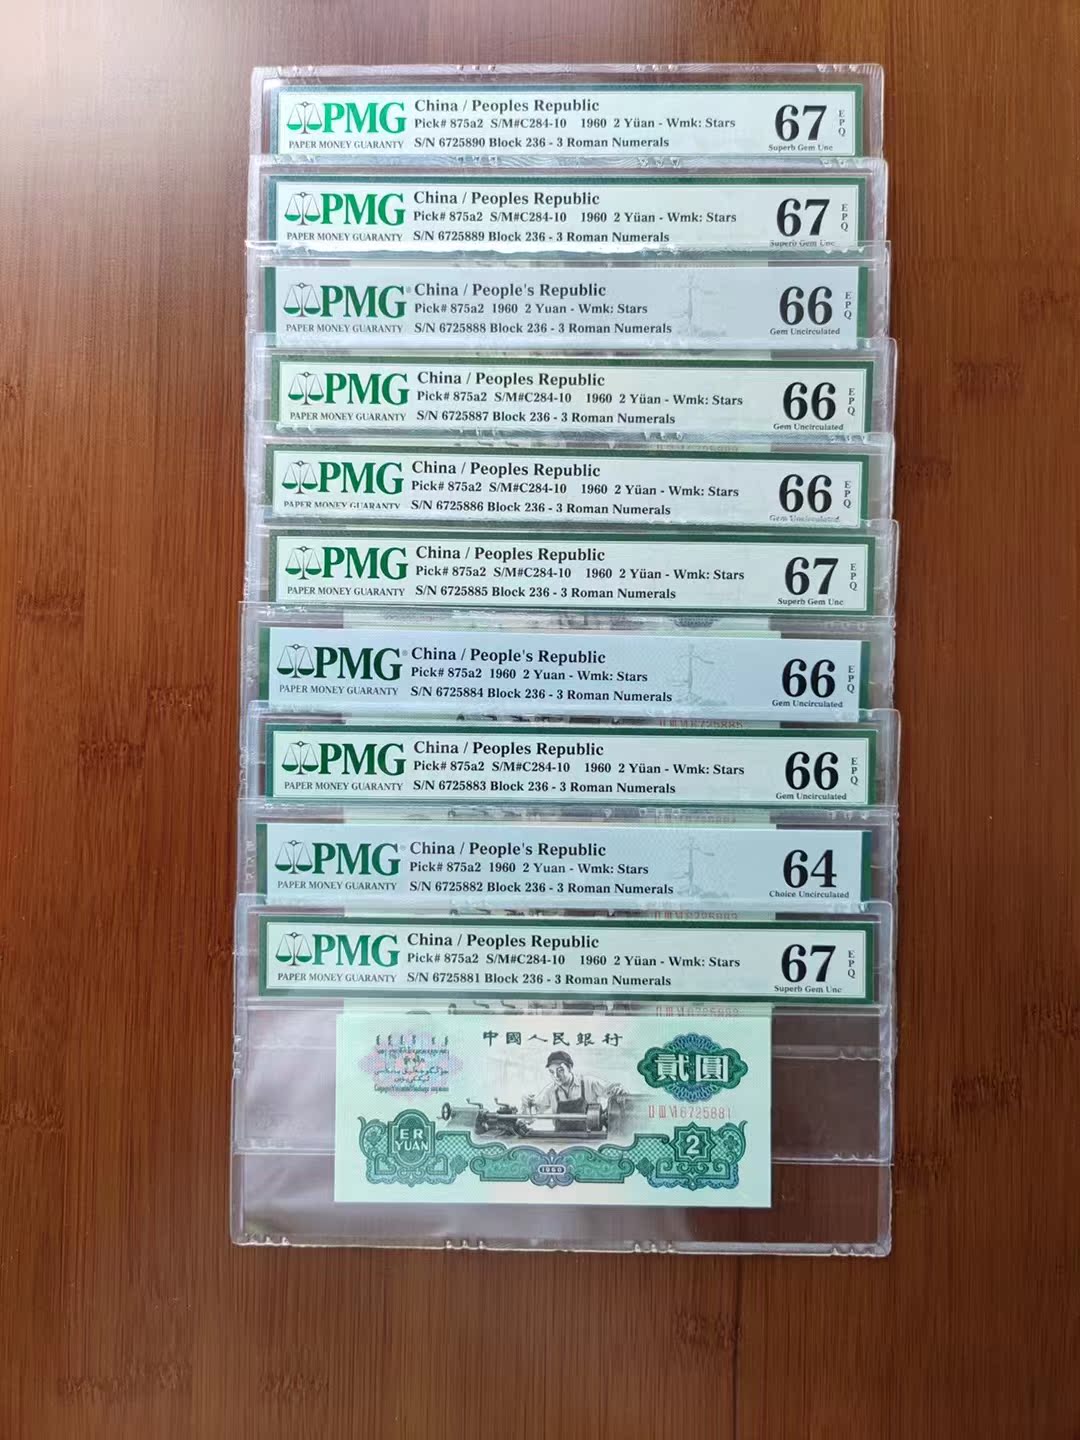 PMG
PAPER MONEY GUARANTY
China / Peoples Republic
Pick# 875a2 S/M#C284-10 1960 2 Yüan - Wmk: Stars
S/N 6725890 Block 236 - 3 Roman Numerals
67
EPQ
Superb Gem Unc
PMG
PAPER MONEY GUARANTY
China / Peoples Republic
Pick# 875a2 S/M#C284-10 1960 2 Yüan - Wmk: Stars
S/N 6725889 Block 236 - 3 Roman Numerals
67
EPQ
Superb Gem Unc
PMG
PAPER MONEY GUARANTY
China / People's Republic
Pick# 875a2 1960 2 Yuan - Wmk: Stars
S/N 6725888 Block 236 - 3 Roman Numerals
66
EPQ
Gem Uncirculated
PMG
PAPER MONEY GUARANTY
China / Peoples Republic
Pick# 875a2 S/M#C284-10 1960 2 Yüan - Wmk: Stars
S/N 6725887 Block 236 - 3 Roman Numerals
66
EPQ
Gem Uncirculated
PMG
PAPER MONEY GUARANTY
China / Peoples Republic
Pick# 875a2 S/M#C284-10 1960 2 Yüan - Wmk: Stars
S/N 6725886 Block 236 - 3 Roman Numerals
66
EPQ
Gem Uncirculated
PMG
PAPER MONEY GUARANTY
China / Peoples Republic
Pick# 875a2 S/M#C284-10 1960 2 Yüan - Wmk: Stars
S/N 6725885 Block 236 - 3 Roman Numerals
67
EPQ
Superb Gem Unc
PMG
PAPER MONEY GUARANTY
China / People's Republic
Pick# 875a2 1960 2 Yuan - Wmk: Stars
S/N 6725884 Block 236 - 3 Roman Numerals
66
EPQ
Gem Uncirculated
PMG
PAPER MONEY GUARANTY
China / Peoples Republic
Pick# 875a2 S/M#C284-10 1960 2 Yüan - Wmk: Stars
S/N 6725883 Block 236 - 3 Roman Numerals
66
EPQ
Gem Uncirculated
PMG
PAPER MONEY GUARANTY
China / People's Republic
Pick# 875a2 1960 2 Yuan - Wmk: Stars
S/N 6725882 Block 236 - 3 Roman Numerals
64
Choice Uncirculated
PMG
PAPER MONEY GUARANTY
China / Peoples Republic
Pick# 875a2 S/M#C284-10 1960 2 Yüan - Wmk: Stars
S/N 6725881 Block 236 - 3 Roman Numerals
67
EPQ
Superb Gem Unc
中國人民銀行
貳圓
II III VI 6725881
ER
YUAN
2
1960